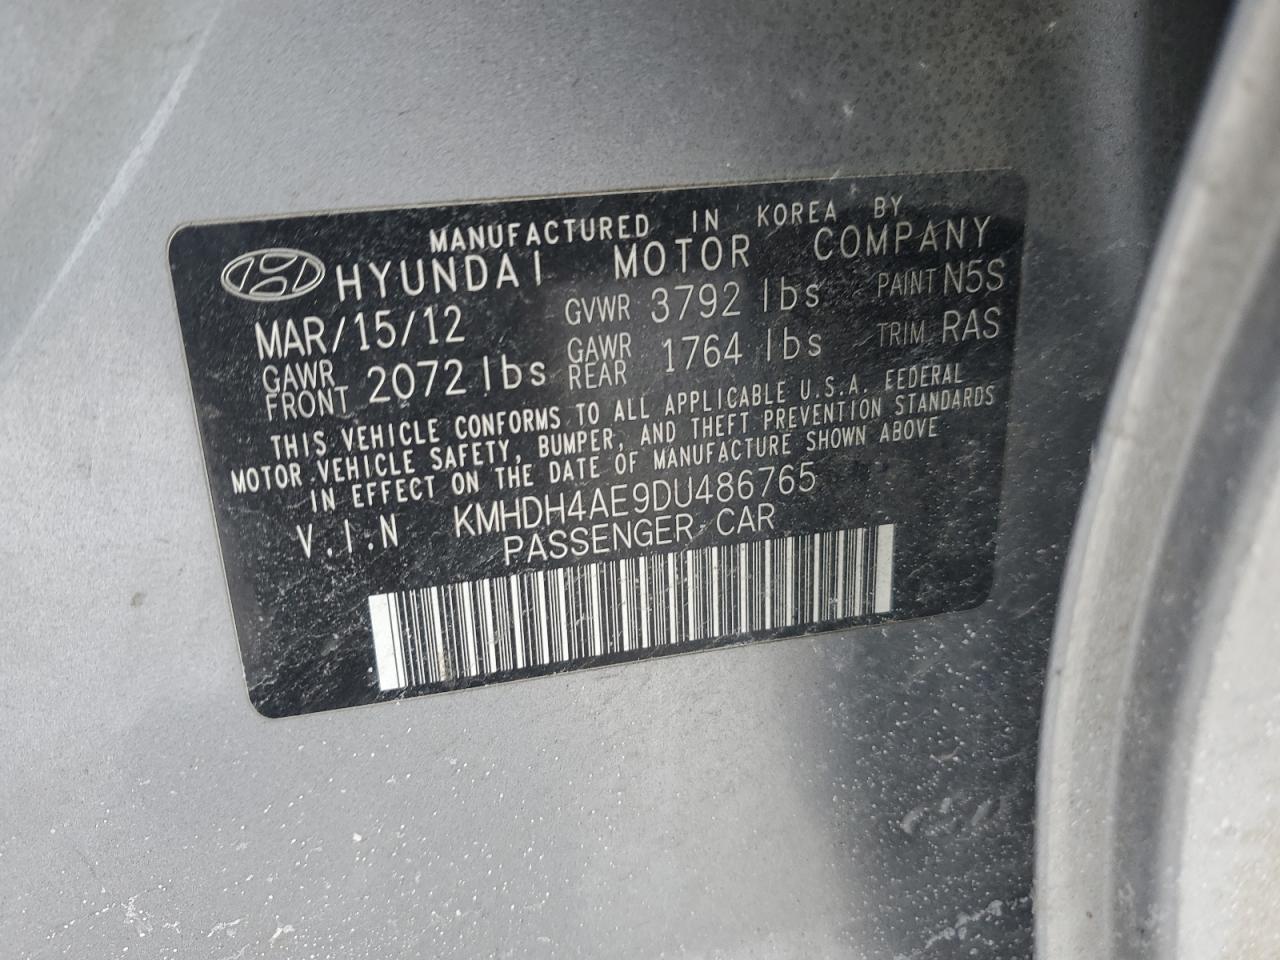 MANUFACTURED IN KOREA BY
HYUNDAI MOTOR COMPANY
MAR/15/12 GVWR 3792 lbs PAINT N5S
GAWR FRONT 2072 lbs GAWR REAR 1764 lbs TRIM RAS
THIS VEHICLE CONFORMS TO ALL APPLICABLE U.S.A. FEDERAL
MOTOR VEHICLE SAFETY, BUMPER, AND THEFT PREVENTION STANDARDS
IN EFFECT ON THE DATE OF MANUFACTURE SHOWN ABOVE
V.I.N KMHDH4AE9DU486765
PASSENGER CAR